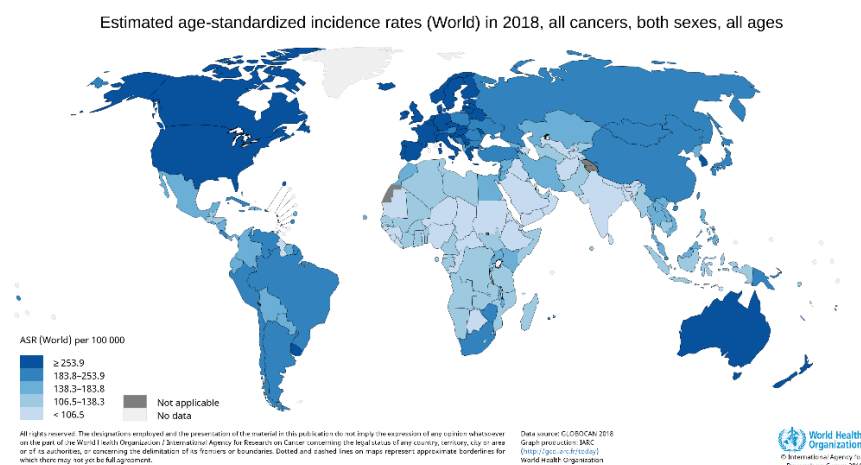 Estimated age-standardized incidence rates (World) in 2018, all cancers, both sexes, all ages
ASR (World) per 100 000
≥ 253.9
183.8–253.9
138.3–183.8
106.5–138.3
< 106.5
Not applicable
No data
All rights reserved. The designations employed and the presentation of the material in this publication do not imply the expression of any opinion whatsoever
on the part of the World Health Organization / International Agency for Research on Cancer concerning the legal status of any country, territory, city or area
or of its authorities, or concerning the delimitation of its frontiers or boundaries. Dotted and dashed lines on maps represent approximate borderlines for
which there may not yet be full agreement.
Data source: GLOBOCAN 2018
Graph production: IARC
(http://gco.iarc.fr/today)
World Health Organization
World Health
Organization
© International Agency fo